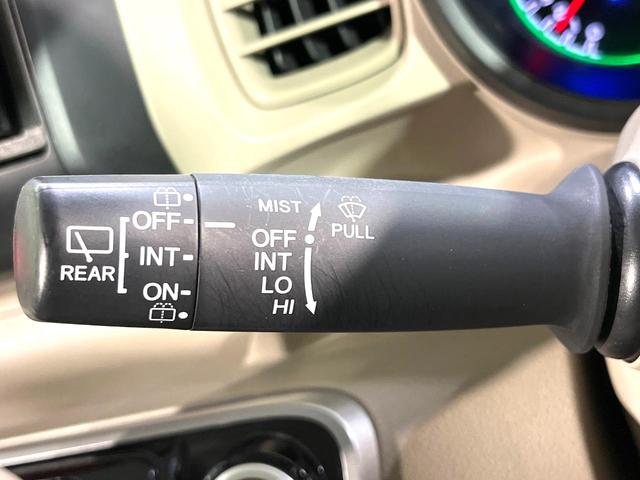 REAR
OFF
INT
ON
MIST
OFF
INT
LO
HI
PULL